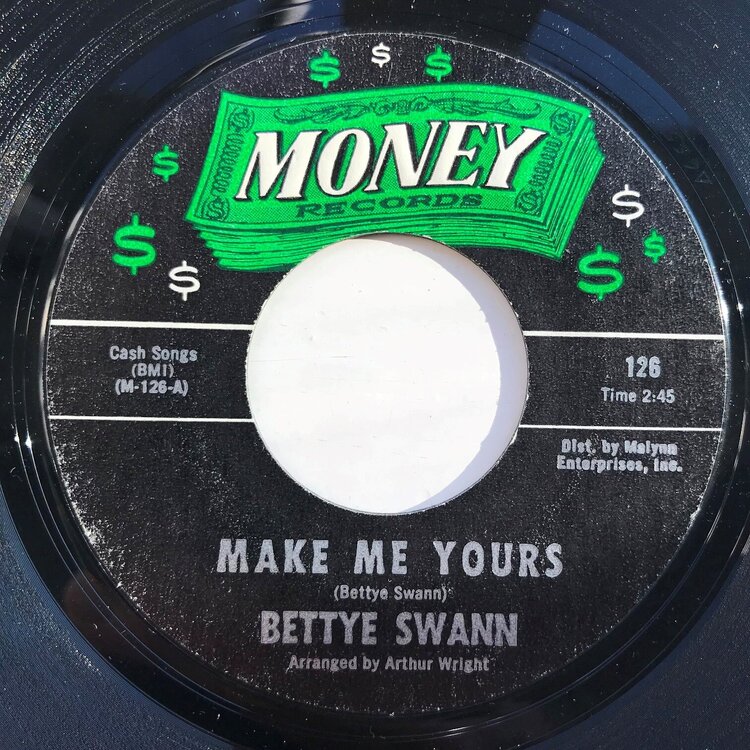 $ $ $
MONEY
RECORDS
$ $ $ $ $ $
Cash Songs
(BMI)
(M-126-A)
126
Time 2:45
Dist. by Malynn
Enterprises, Inc.
MAKE ME YOURS
(Bettye Swann)
BETTYE SWANN
Arranged by Arthur Wright